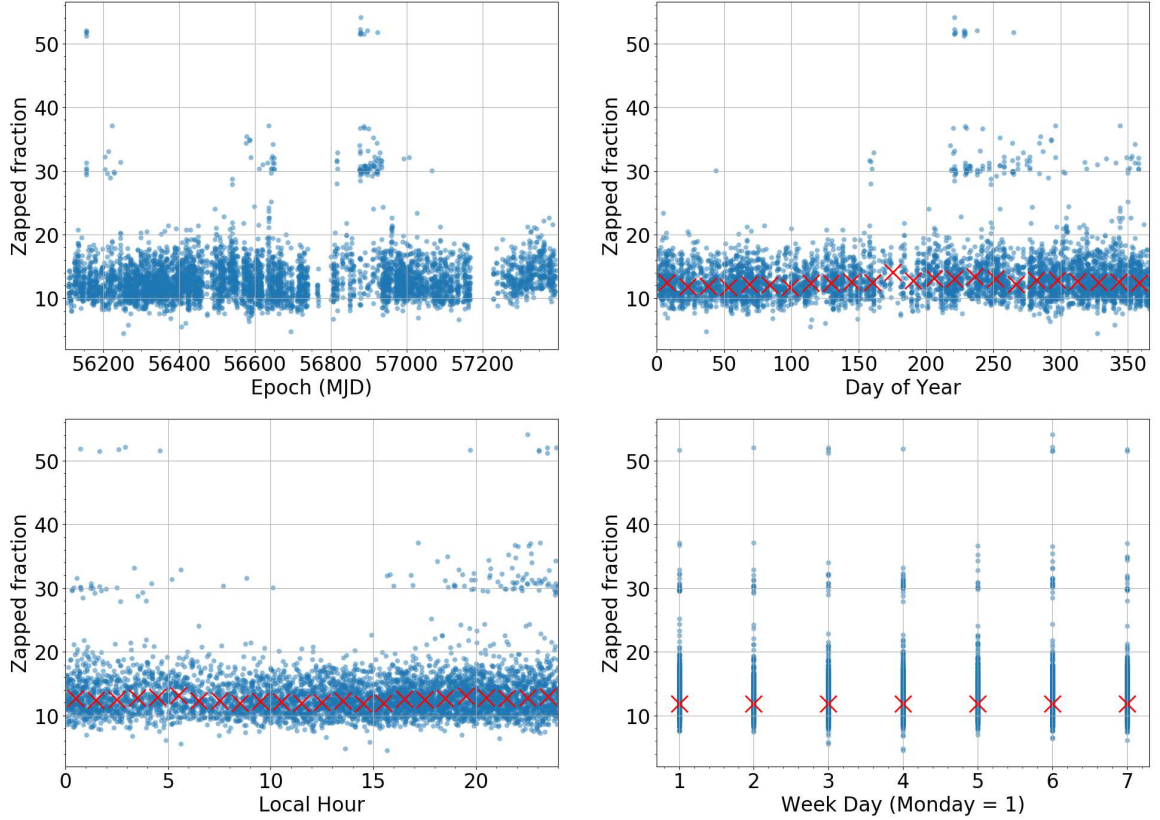 50
40
30
20
10
Zapped fraction
56200 56400 56600 56800 57000 57200
Epoch (MJD)
50
40
30
20
10
Zapped fraction
0 50 100 150 200 250 300 350
Day of Year
50
40
30
20
10
Zapped fraction
0 5 10 15 20
Local Hour
50
40
30
20
10
Zapped fraction
1 2 3 4 5 6 7
Week Day (Monday = 1)